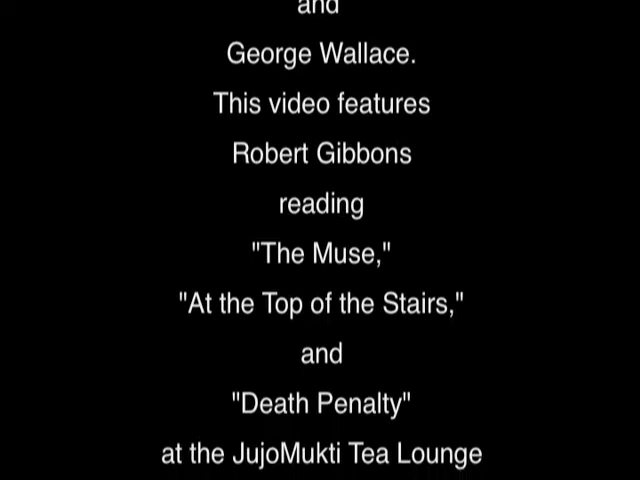 and
George Wallace.
This video features
Robert Gibbons
reading
"The Muse,"
"At the Top of the Stairs,"
and
"Death Penalty"
at the JujoMukti Tea Lounge